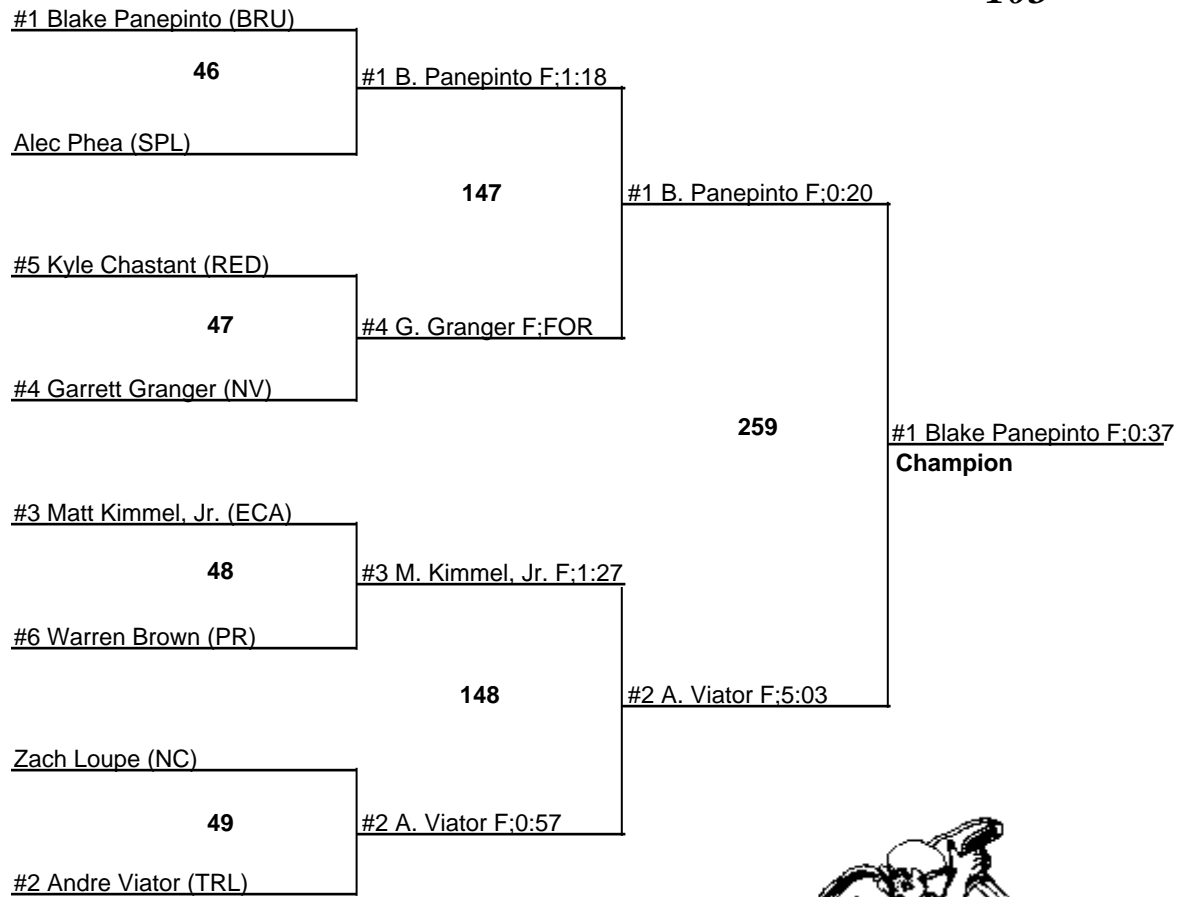 #1 Blake Panepinto (BRU)
46
#1 B. Panepinto F;1:18
Alec Phea (SPL)
147
#1 B. Panepinto F;0:20
#5 Kyle Chastant (RED)
47
#4 G. Granger F;FOR
#4 Garrett Granger (NV)
259
#1 Blake Panepinto F;0:37
Champion
#3 Matt Kimmel, Jr. (ECA)
48
#3 M. Kimmel, Jr. F;1:27
#6 Warren Brown (PR)
148
#2 A. Viator F;5:03
Zach Loupe (NC)
49
#2 A. Viator F;0:57
#2 Andre Viator (TRL)